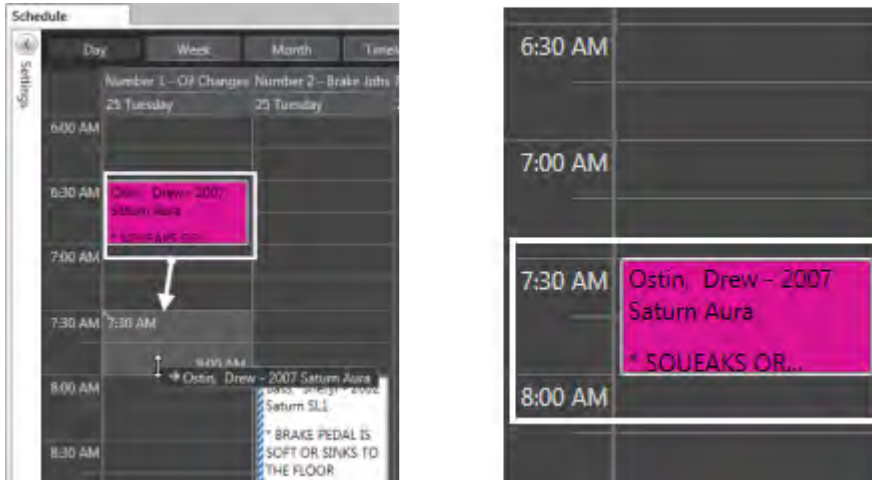 Schedule
Settings
Day Week Month
Number 1 - Oil Changes Number 2 - Brake Jobs
25 Tuesday 25 Tuesday
6:00 AM
6:30 AM Ostin, Drew - 2007
Saturn Aura
7:00 AM
7:30 AM 7:30 AM
8:00 AM
→ Ostin, Drew - 2007 Saturn Aura
8:00 AM
Saturn SL1
* BRAKE PEDAL IS
8:30 AM SOFT OR SINKS TO
THE FLOOR
6:30 AM
7:00 AM
7:30 AM Ostin, Drew - 2007
Saturn Aura
* SQUEAKS OR...
8:00 AM